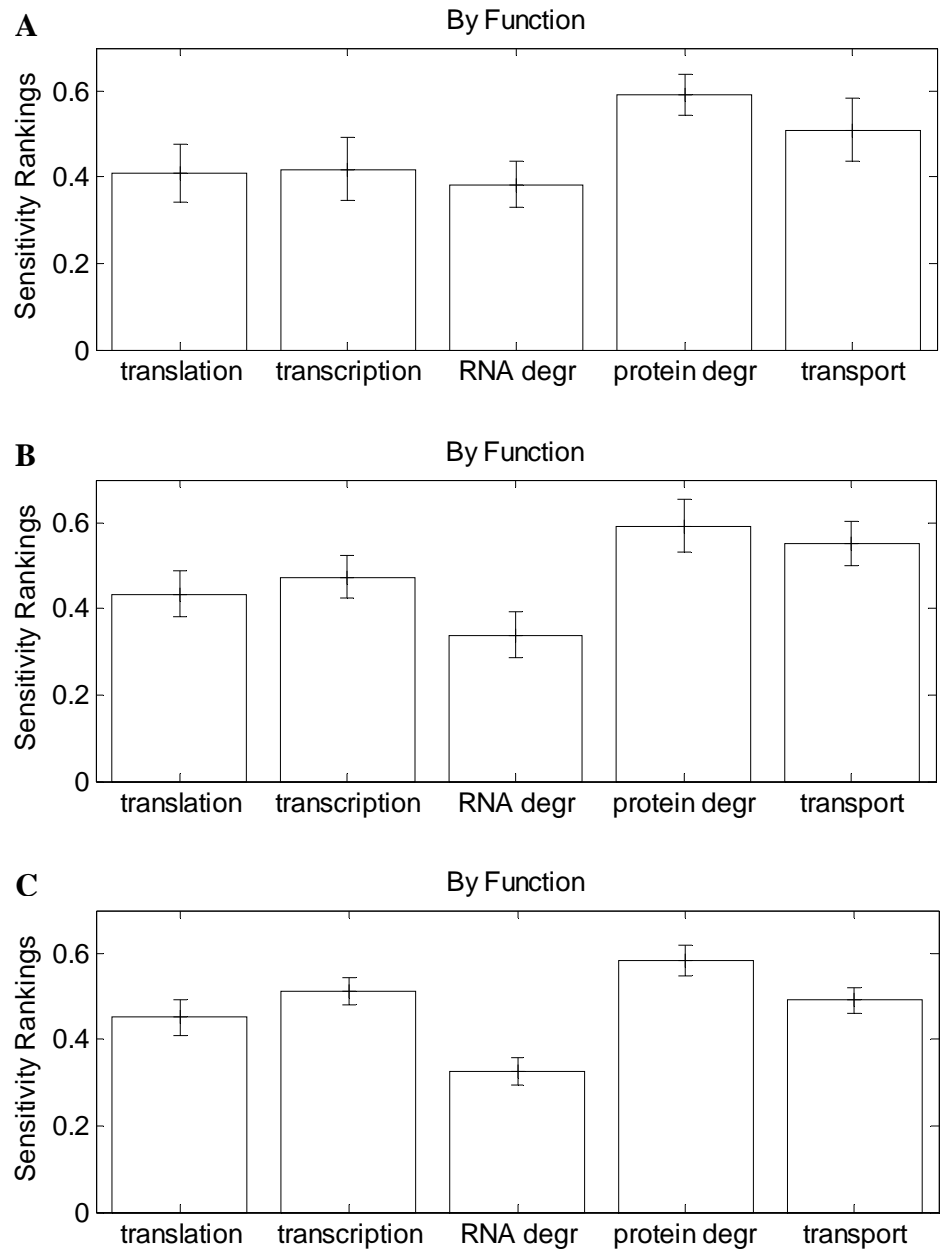 A
By Function
Sensitivity Rankings
0.6
0.4
0.2
0
translation transcription RNA degr protein degr transport
B
By Function
Sensitivity Rankings
0.6
0.4
0.2
0
translation transcription RNA degr protein degr transport
C
By Function
Sensitivity Rankings
0.6
0.4
0.2
0
translation transcription RNA degr protein degr transport